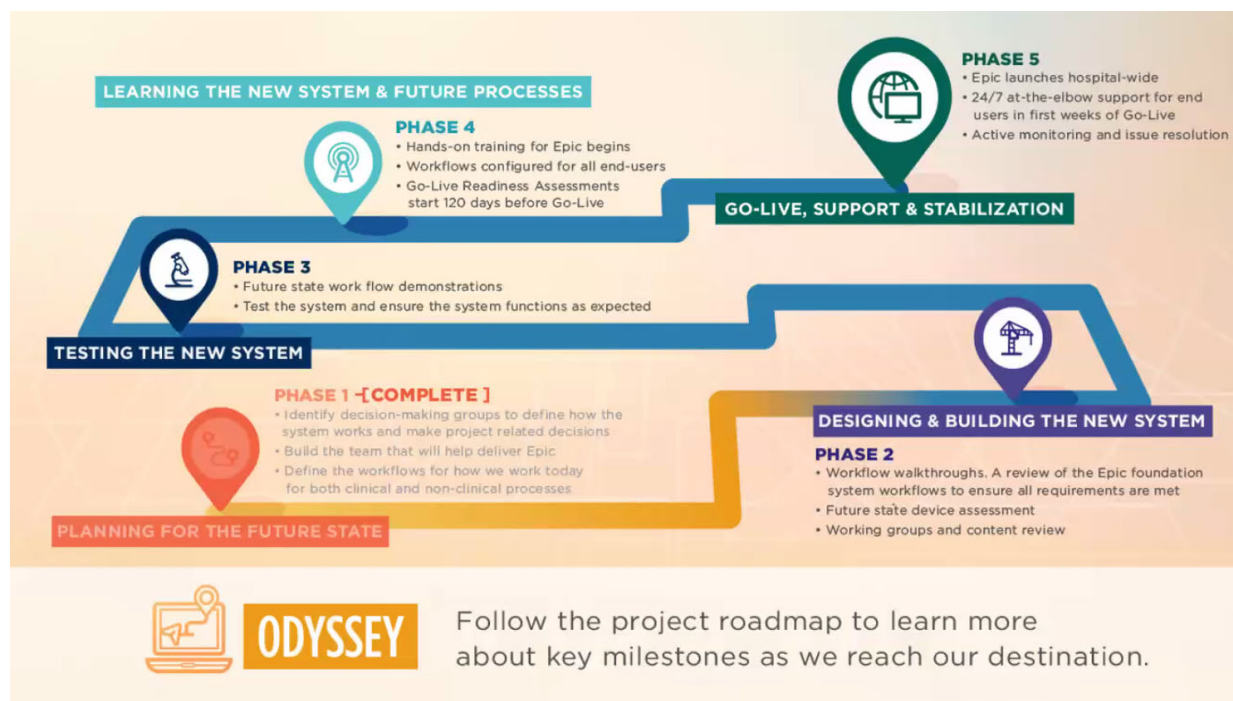 LEARNING THE NEW SYSTEM & FUTURE PROCESSES
PHASE 4
• Hands-on training for Epic begins
• Workflows configured for all end-users
• Go-Live Readiness Assessments
start 120 days before Go-Live
PHASE 5
• Epic launches hospital-wide
• 24/7 at-the-elbow support for end
users in first weeks of Go-Live
• Active monitoring and issue resolution
GO-LIVE, SUPPORT & STABILIZATION
PHASE 3
• Future state work flow demonstrations
• Test the system and ensure the system functions as expected
TESTING THE NEW SYSTEM
PHASE 1 -[COMPLETE ]
• Identify decision-making groups to define how the
system works and make project related decisions
• Build the team that will help deliver Epic
• Define the workflows for how we work today
for both clinical and non-clinical processes
PLANNING FOR THE FUTURE STATE
DESIGNING & BUILDING THE NEW SYSTEM
PHASE 2
• Workflow walkthroughs. A review of the Epic foundation
system workflows to ensure all requirements are met
• Future state device assessment
• Working groups and content review
ODYSSEY
Follow the project roadmap to learn more
about key milestones as we reach our destination.